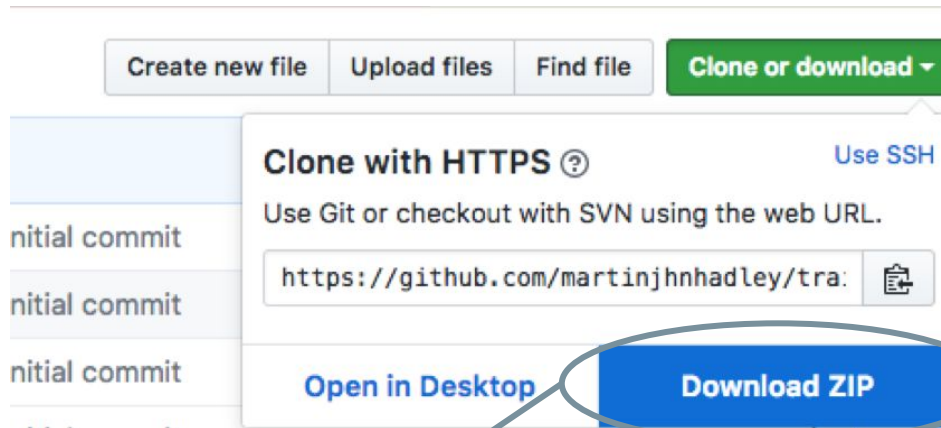 Create new file Upload files Find file Clone or download
Clone with HTTPS Use SSH
Use Git or checkout with SVN using the web URL.
nitial commit
https://github.com/martinjhnhadley/tra
nitial commit
nitial commit
Open in Desktop Download ZIP